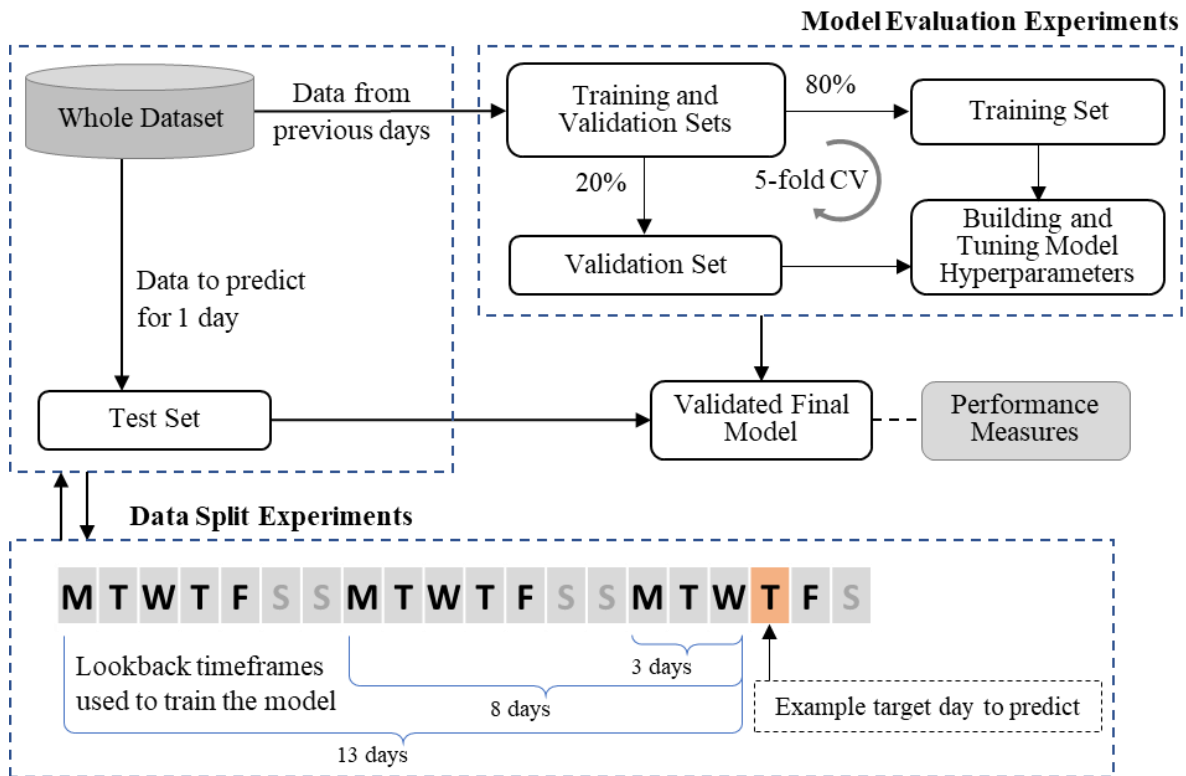 Model Evaluation Experiments
Whole Dataset
Data from
previous days
Training and
Validation Sets
80%
Training Set
20%
5-fold CV
Validation Set
Building and
Tuning Model
Hyperparameters
Data to predict
for 1 day
Test Set
Validated Final
Model
Performance
Measures
Data Split Experiments
M T W T F S S M T W T F S S M T W T F S
Lookback timeframes
used to train the model
3 days
8 days
13 days
Example target day to predict